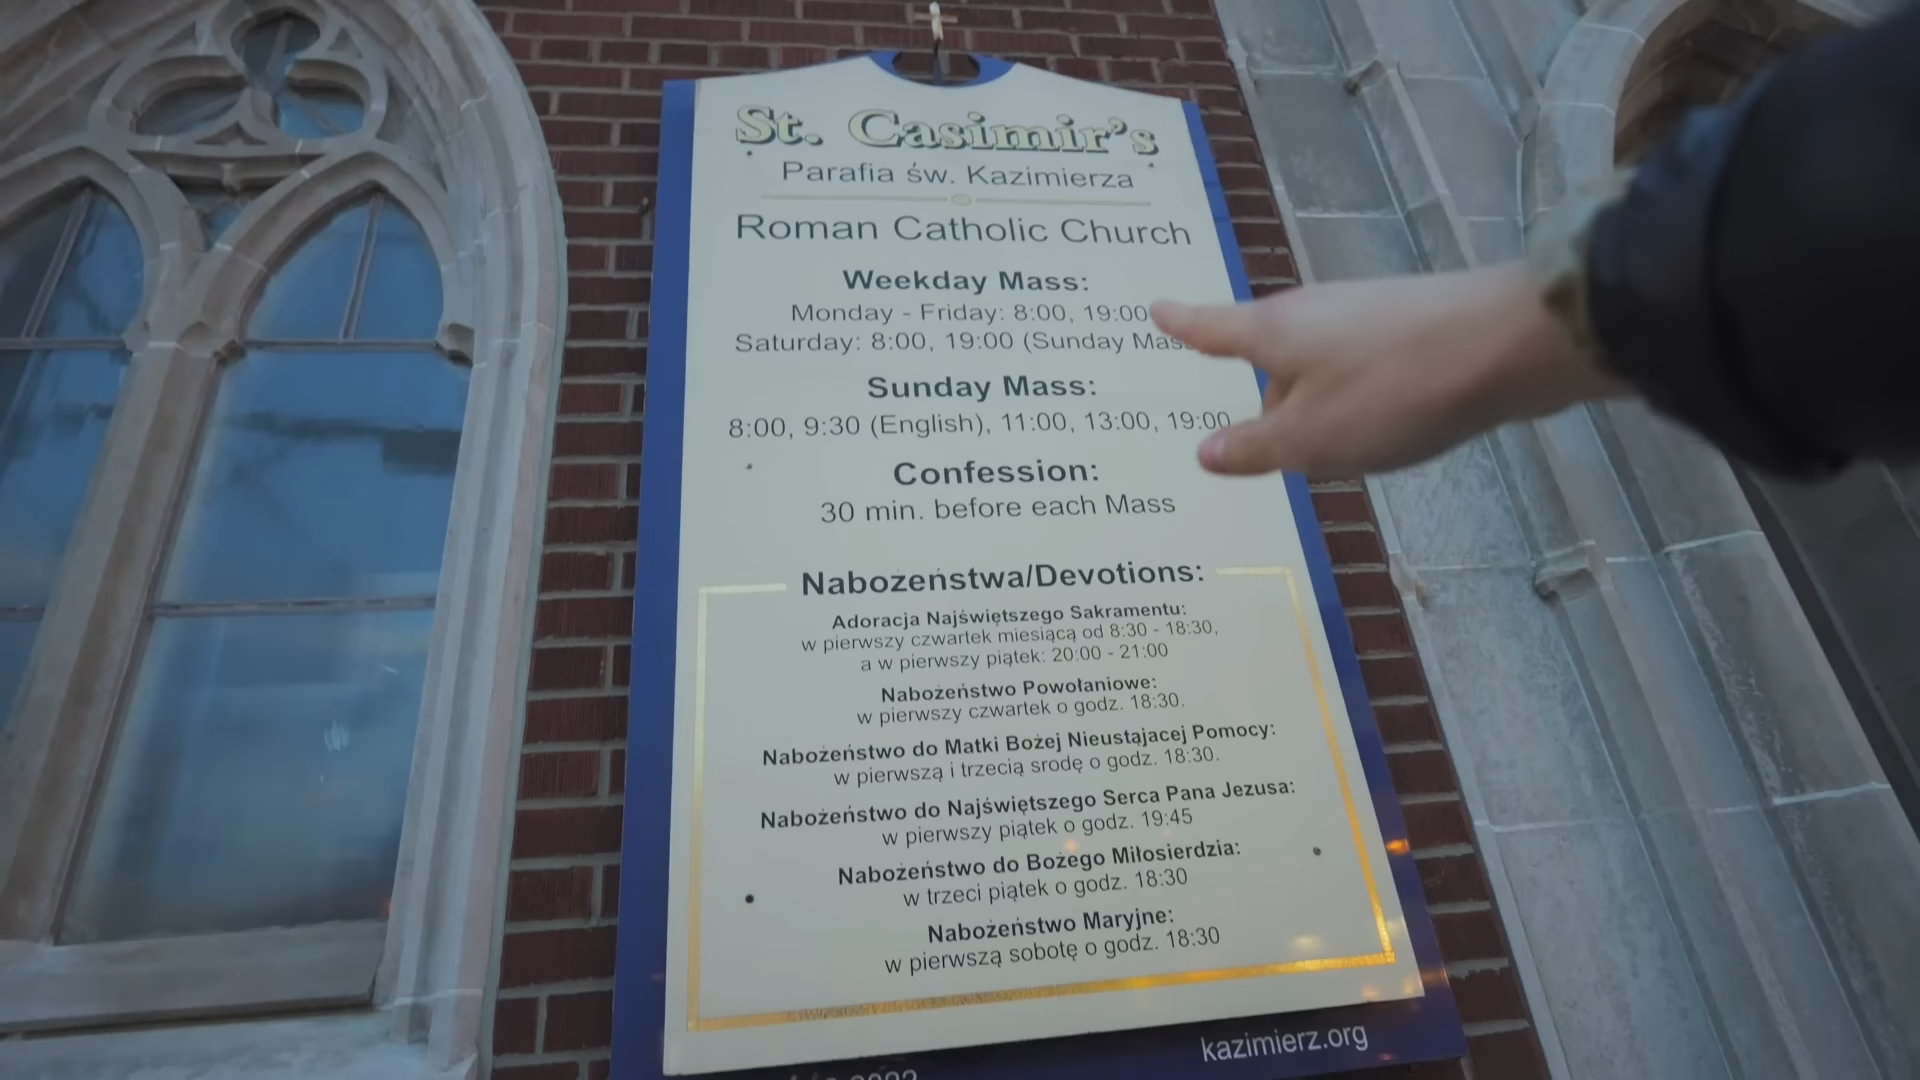 St. Casimir's
Parafia św. Kazimierza
Roman Catholic Church
Weekday Mass:
Monday - Friday: 8:00, 19:00
Saturday: 8:00, 19:00 (Sunday Mass
Sunday Mass:
8:00, 9:30 (English), 11:00, 13:00, 19:00
Confession:
30 min. before each Mass
Nabożeństwa/Devotions:
Adoracja Najświętszego Sakramentu:
w pierwszy czwartek miesiącą od 8:30 - 18:30,
a w pierwszy piątek: 20:00 - 21:00
Nabożeństwo Powołaniowe:
w pierwszy czwartek o godz. 18:30.
Nabożeństwo do Matki Bożej Nieustąjacej Pomocy:
w pierwszą i trzecią srodę o godz. 18:30.
Nabożeństwo do Najświętszego Serca Pana Jezusa:
w pierwszy piątek o godz. 19:45
Nabożeństwo do Bożego Miłosierdzia:
w trzeci piątek o godz. 18:30
Nabożeństwo Maryjne:
w pierwszą sobotę o godz. 18:30
kazimierz.org